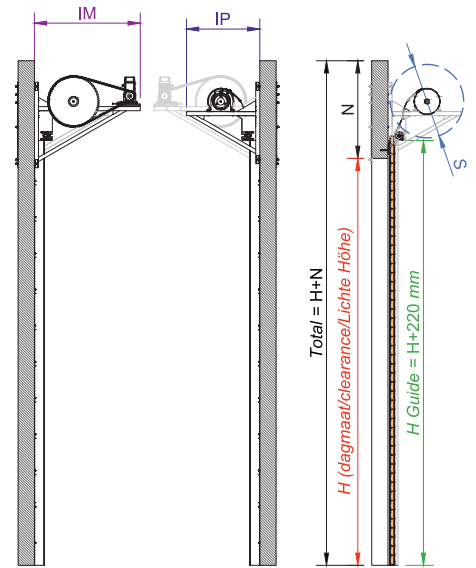 IM
IP
N
S
Total = H+N
H (dagmaat/clearance/Lichte Höhe)
H Guide = H+220 mm